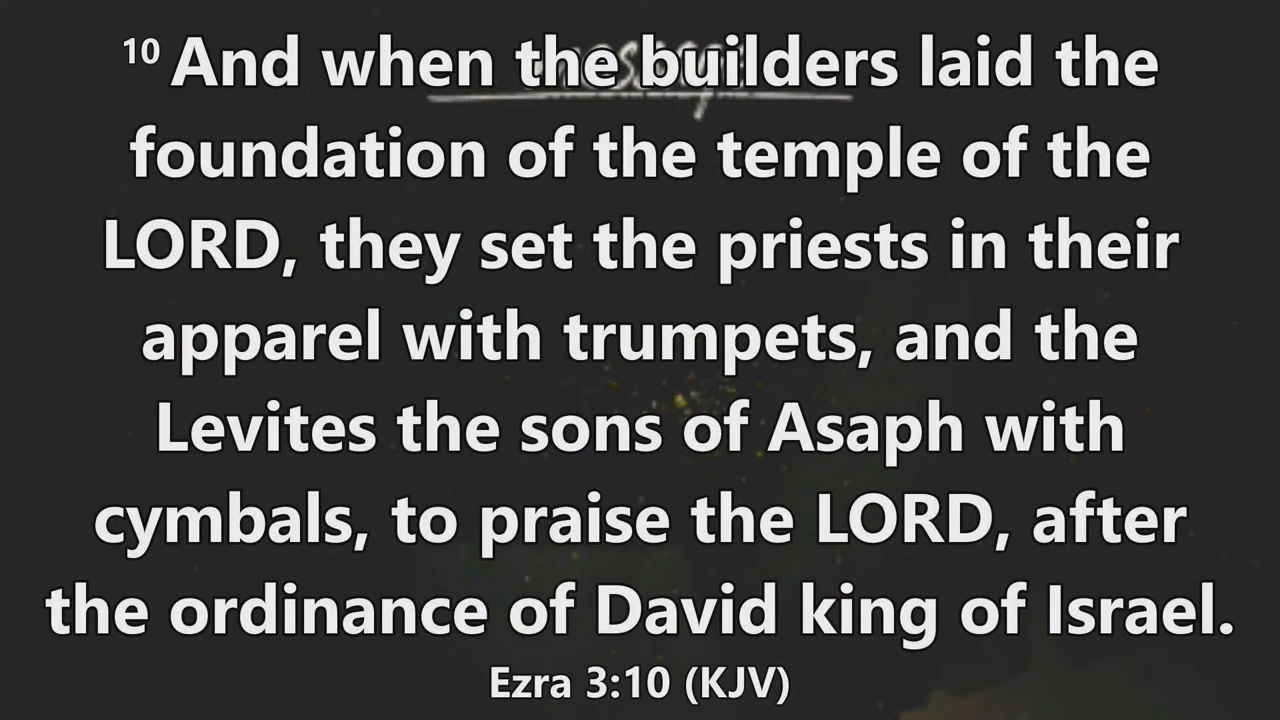 10 And when the builders laid the
foundation of the temple of the
LORD, they set the priests in their
apparel with trumpets, and the
Levites the sons of Asaph with
cymbals, to praise the LORD, after
the ordinance of David king of Israel.
Ezra 3:10 (KJV)